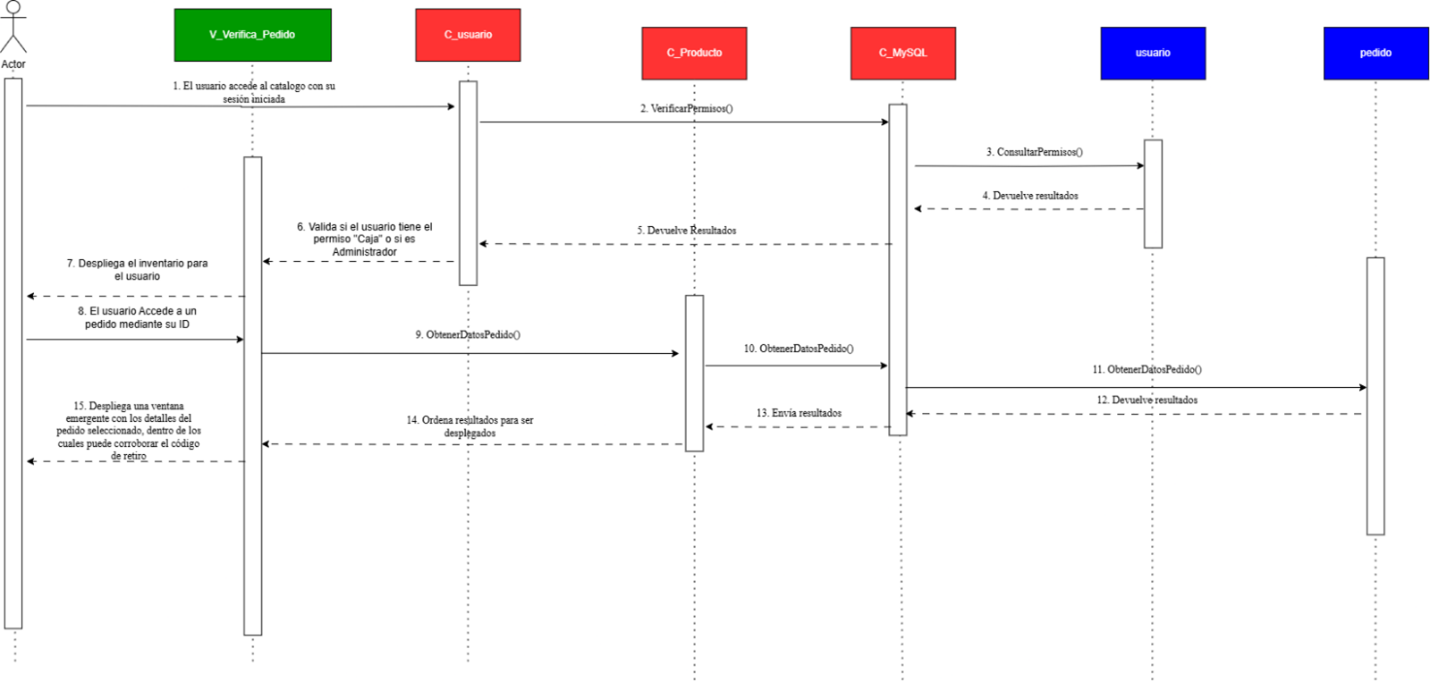 Actor
V_Verifica_Pedido
C_usuario
C_Producto
C_MySQL
usuario
pedido
1. El usuario accede al catalogo con su
sesión iniciada
2. VerificarPermisos()
3. ConsultarPermisos()
4. Devuelve resultados
5. Devuelve Resultados
6. Valida si el usuario tiene el
permiso "Caja" o si es
Administrador
7. Despliega el inventario para
el usuario
8. El usuario Accede a un
pedido mediante su ID
9. ObtenerDatosPedido()
10. ObtenerDatosPedido()
11. ObtenerDatosPedido()
12. Devuelve resultados
13. Envía resultados
14. Ordena resultados para ser
desplegados
15. Despliega una ventana
emergente con los detalles del
pedido seleccionado, dentro de los
cuales puede corroborar el código
de retiro